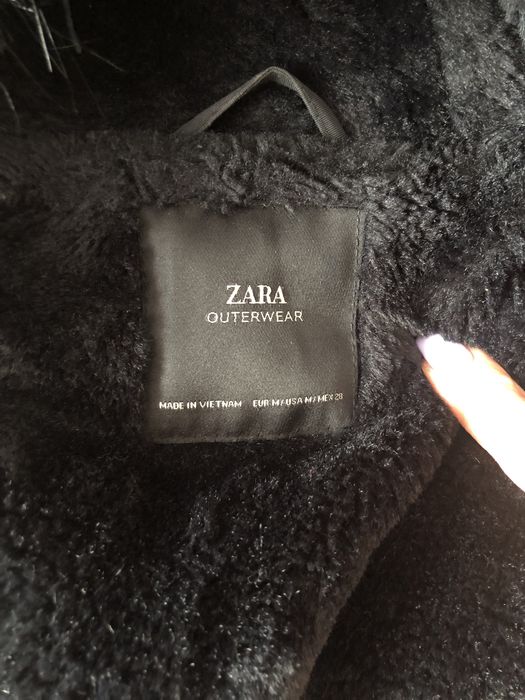 ZARA
OUTERWEAR
MADE IN VIETNAM EUR M/USA M/MEX 28